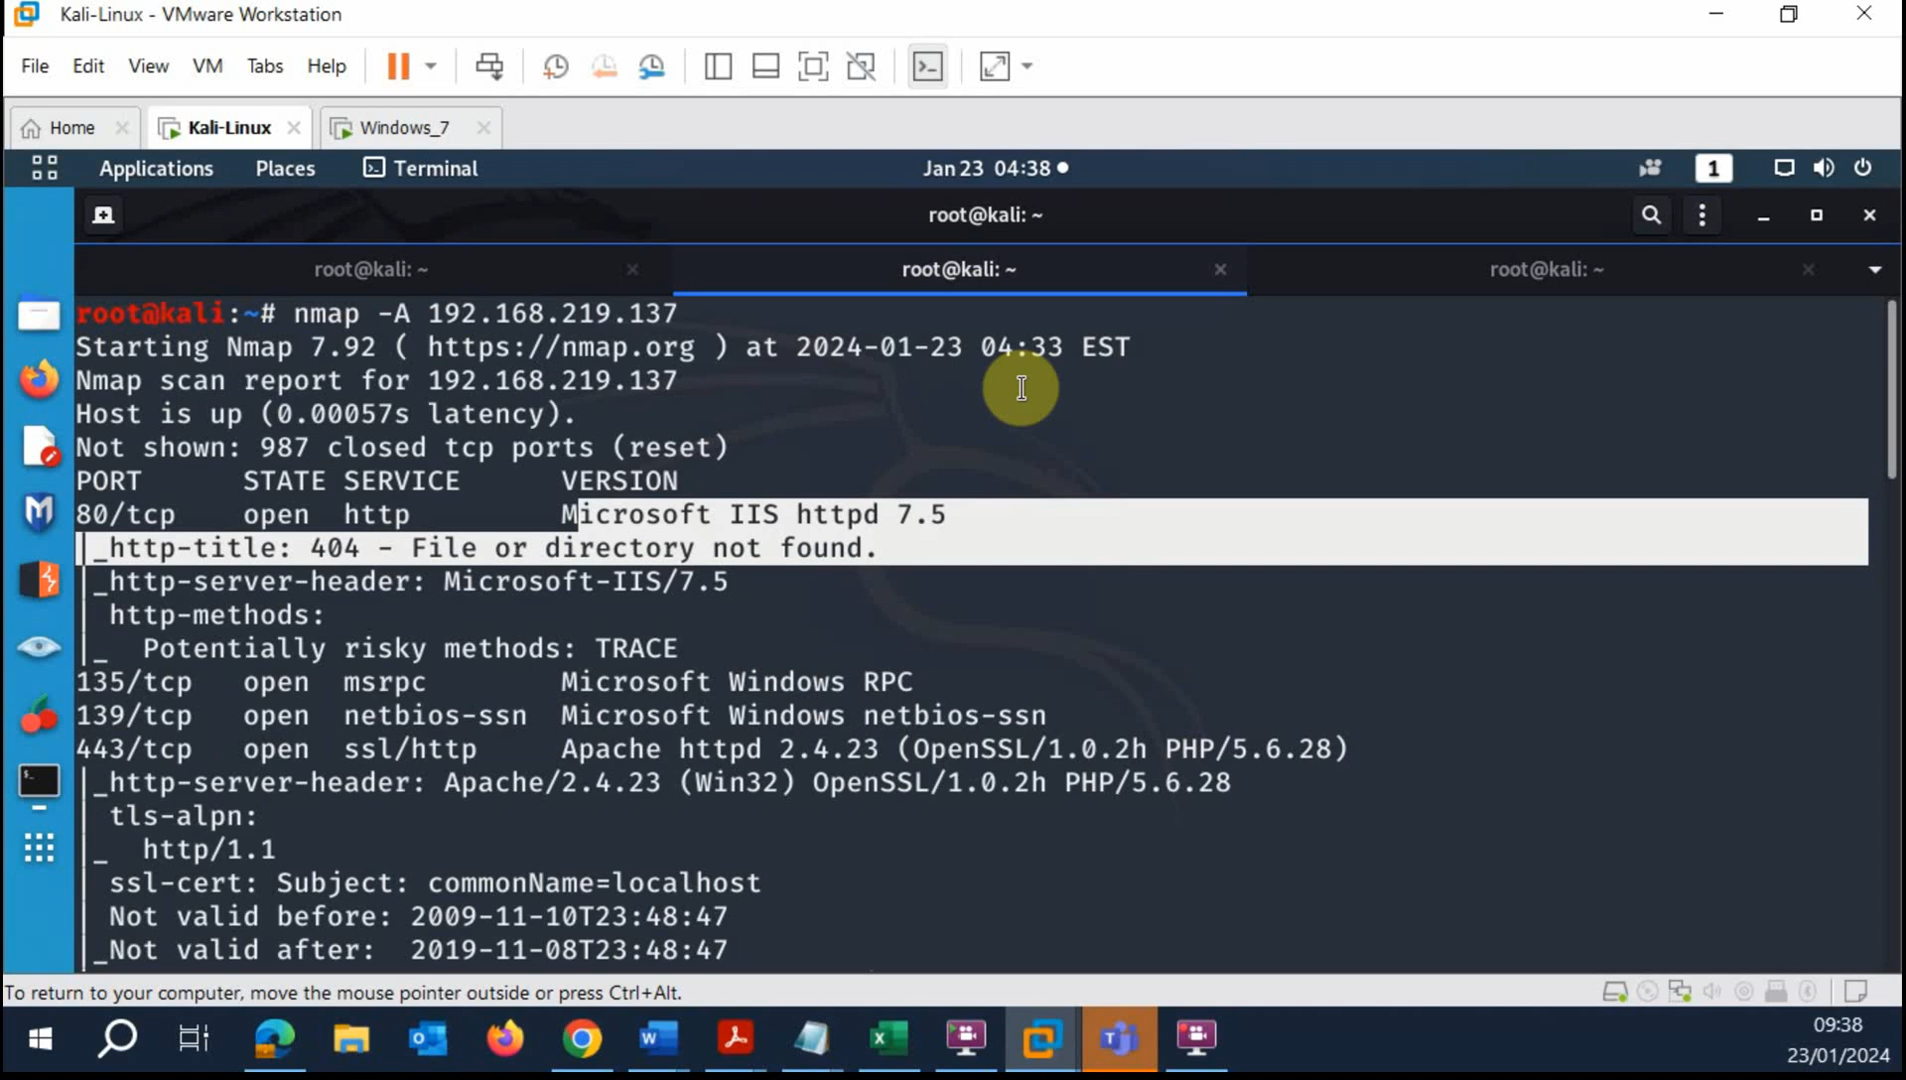 Kali-Linux - VMware Workstation
File Edit View VM Tabs Help
Home Kali-Linux Windows_7
Applications Places Terminal Jan 23 04:38 1
root@kali: ~
root@kali: ~ root@kali: ~ root@kali: ~
root@kali:~# nmap -A 192.168.219.137
Starting Nmap 7.92 ( https://nmap.org ) at 2024-01-23 04:33 EST
Nmap scan report for 192.168.219.137
Host is up (0.00057s latency).
Not shown: 987 closed tcp ports (reset)
PORT STATE SERVICE VERSION
80/tcp open http Microsoft IIS httpd 7.5
|_http-title: 404 - File or directory not found.
|_http-server-header: Microsoft-IIS/7.5
| http-methods:
|_ Potentially risky methods: TRACE
135/tcp open msrpc Microsoft Windows RPC
139/tcp open netbios-ssn Microsoft Windows netbios-ssn
443/tcp open ssl/http Apache httpd 2.4.23 (OpenSSL/1.0.2h PHP/5.6.28)
|_http-server-header: Apache/2.4.23 (Win32) OpenSSL/1.0.2h PHP/5.6.28
| tls-alpn:
|_ http/1.1
| ssl-cert: Subject: commonName=localhost
| Not valid before: 2009-11-10T23:48:47
|_Not valid after: 2019-11-08T23:48:47
To return to your computer, move the mouse pointer outside or press Ctrl+Alt.
09:38
23/01/2024